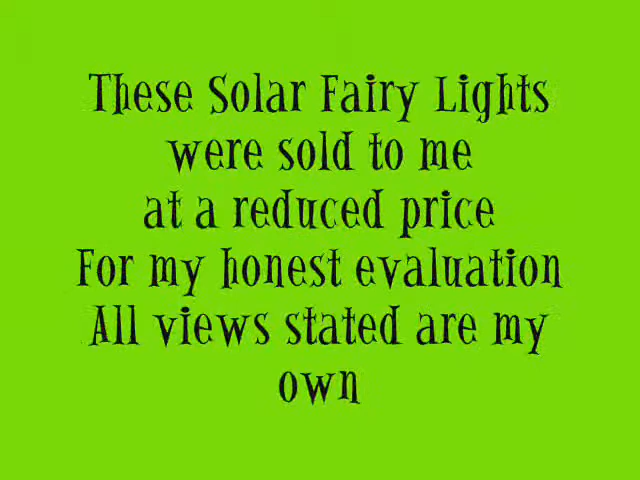 These Solar Fairy Lights
were sold to me
at a reduced price
For my honest evaluation
All views stated are my
own